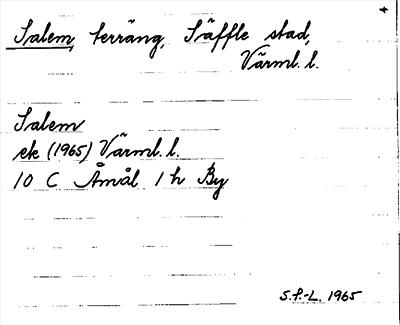 Salem, terräng, Säffle stad,
Värml. l.
Salem
ek (1965) Värml. l.
10 C Åmål 1 h By
S.F.-L. 1965